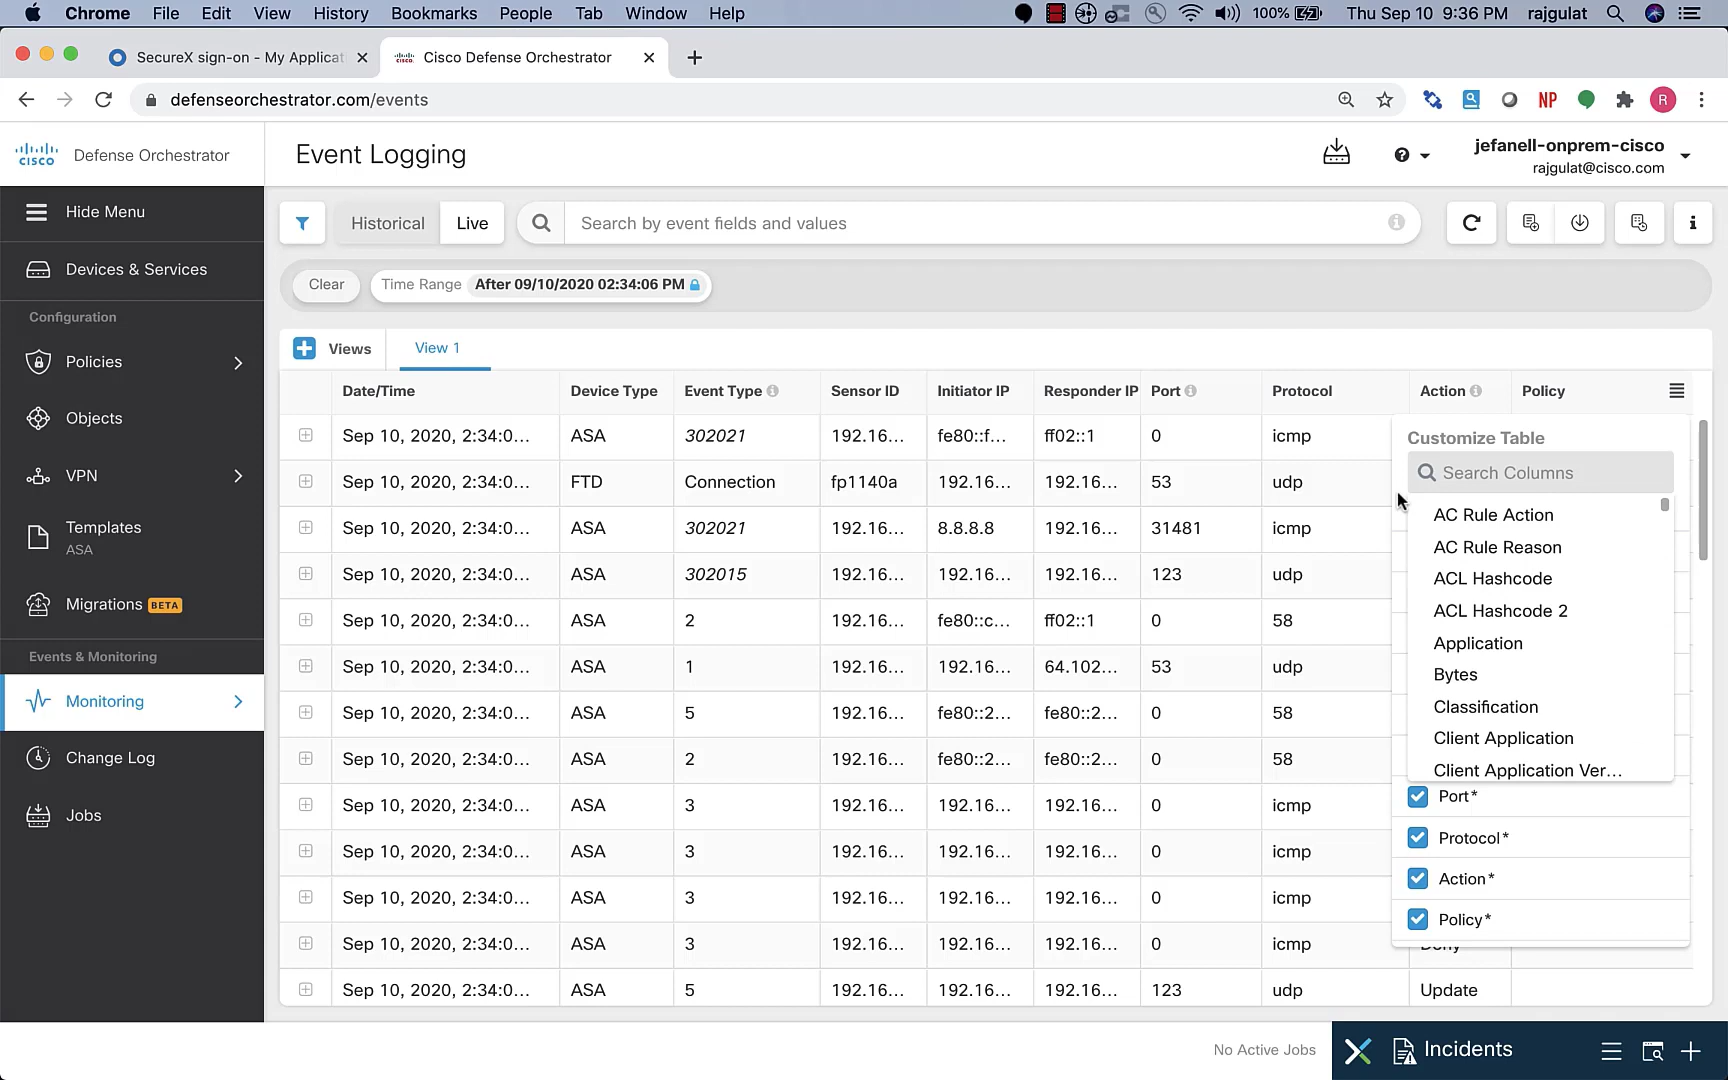 Chrome File Edit View History Bookmarks People Tab Window Help 100% Thu Sep 10 9:36 PM rajgulat
SecureX sign-on - My Applicat Cisco Defense Orchestrator
defenseorchestrator.com/events NP R
cisco Defense Orchestrator
Event Logging
jefanell-onprem-cisco
rajgulat@cisco.com
Hide Menu
Devices & Services
Configuration
Policies
Objects
VPN
Templates
ASA
Migrations BETA
Events & Monitoring
Monitoring
Change Log
Jobs
Historical Live Search by event fields and values
Clear Time Range After 09/10/2020 02:34:06 PM
Views View 1
Date/Time Device Type Event Type Sensor ID Initiator IP Responder IP Port Protocol Action Policy
Sep 10, 2020, 2:34:0... ASA 302021 192.16... fe80::f... ff02::1 0 icmp
Sep 10, 2020, 2:34:0... FTD Connection fp1140a 192.16... 192.16... 53 udp
Sep 10, 2020, 2:34:0... ASA 302021 192.16... 8.8.8.8 192.16... 31481 icmp
Sep 10, 2020, 2:34:0... ASA 302015 192.16... 192.16... 192.16... 123 udp
Sep 10, 2020, 2:34:0... ASA 2 192.16... fe80::c... ff02::1 0 58
Sep 10, 2020, 2:34:0... ASA 1 192.16... 192.16... 64.102... 53 udp
Sep 10, 2020, 2:34:0... ASA 5 192.16... fe80::2... fe80::2... 0 58
Sep 10, 2020, 2:34:0... ASA 2 192.16... fe80::2... fe80::2... 0 58
Sep 10, 2020, 2:34:0... ASA 3 192.16... 192.16... 192.16... 0 icmp
Sep 10, 2020, 2:34:0... ASA 3 192.16... 192.16... 192.16... 0 icmp
Sep 10, 2020, 2:34:0... ASA 3 192.16... 192.16... 192.16... 0 icmp
Sep 10, 2020, 2:34:0... ASA 3 192.16... 192.16... 192.16... 0 icmp Deny
Sep 10, 2020, 2:34:0... ASA 5 192.16... 192.16... 192.16... 123 udp Update
Customize Table
Search Columns
AC Rule Action
AC Rule Reason
ACL Hashcode
ACL Hashcode 2
Application
Bytes
Classification
Client Application
Client Application Ver...
Port*
Protocol*
Action*
Policy*
No Active Jobs Incidents